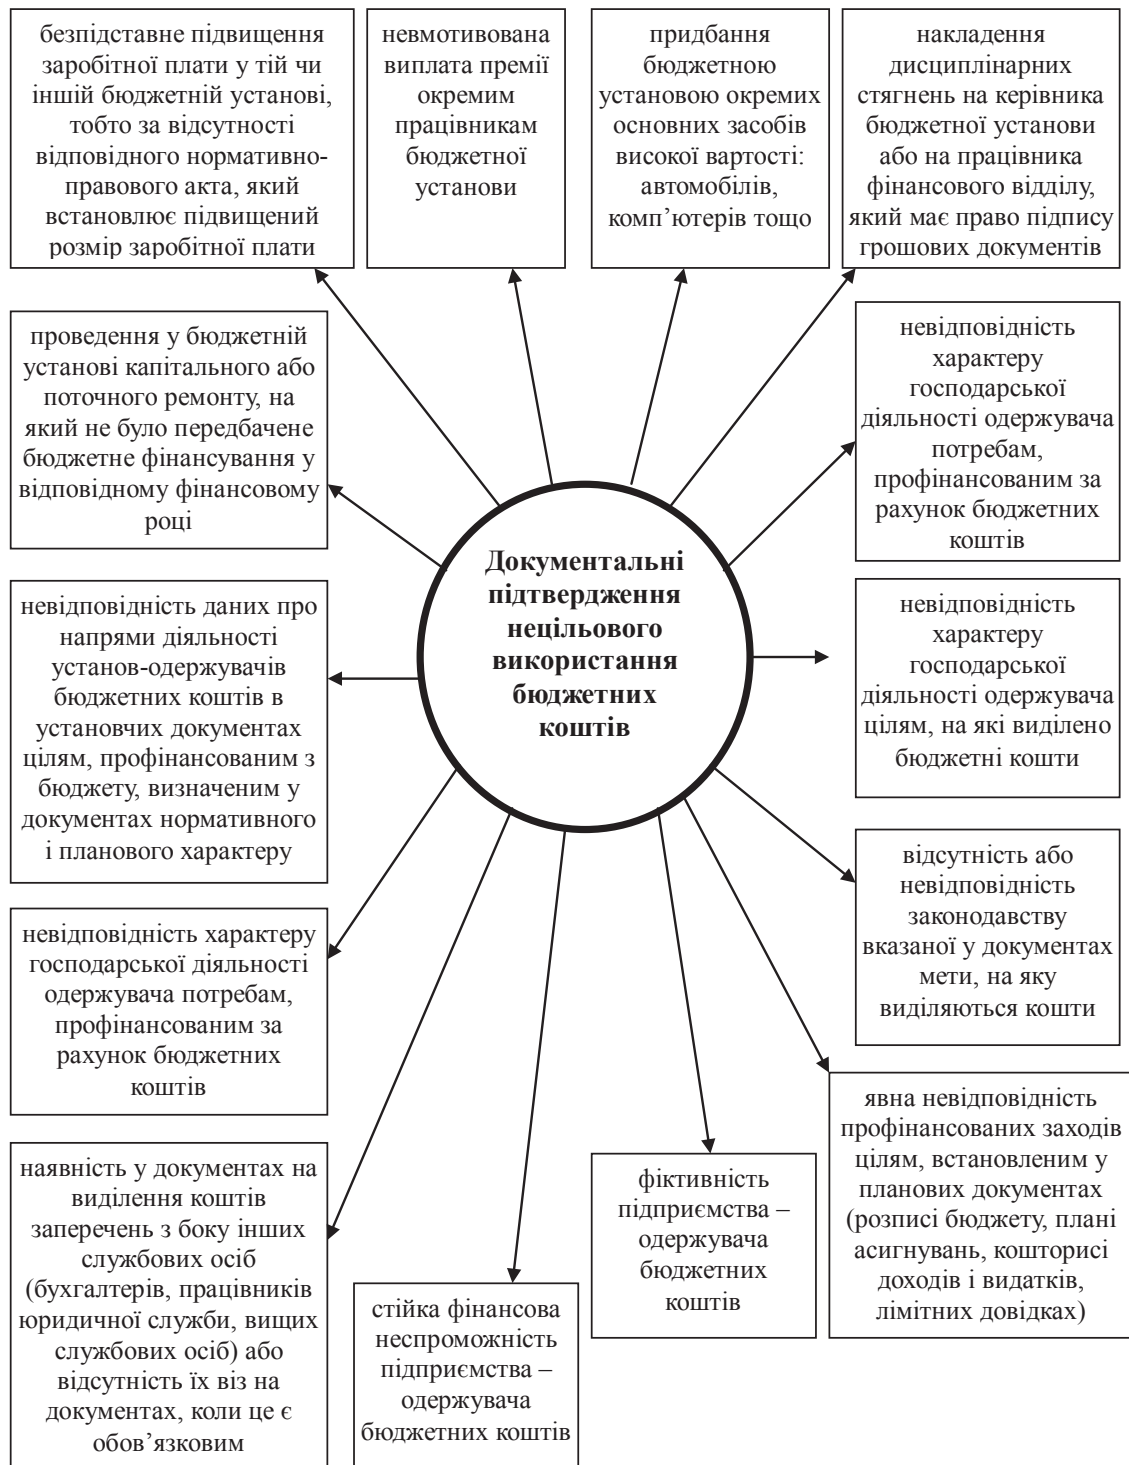 безпідставне підвищення
заробітної плати у тій чи
іншій бюджетній установі,
тобто за відсутності
відповідного нормативно-
правового акта, який
встановлює підвищений
розмір заробітної плати
невмотивована
виплата премії
окремим
працівникам
бюджетної
установи
придбання
бюджетною
установою окремих
основних засобів
високої вартості:
автомобілів,
комп’ютерів тощо
накладення
дисциплінарних
стягнень на керівника
бюджетної установи
або на працівника
фінансового відділу,
який має право підпису
грошових документів
проведення у бюджетній
установі капітального або
поточного ремонту, на
який не було передбачене
бюджетне фінансування у
відповідному фінансовому
році
невідповідність
характеру
господарської
діяльності одержувача
потребам,
профінансованим за
рахунок бюджетних
коштів
Документальні
підтвердження
нецільового
використання
бюджетних
коштів
невідповідність даних про
напрями діяльності
установ-одержувачів
бюджетних коштів в
установчих документах
цілям, профінансованим з
бюджету, визначеним у
документах нормативного
і планового характеру
невідповідність
характеру
господарської
діяльності одержувача
цілям, на які виділено
бюджетні кошти
відсутність або
невідповідність
законодавству
вказаної у документах
мети, на яку
виділяються кошти
невідповідність характеру
господарської діяльності
одержувача потребам,
профінансованим за
рахунок бюджетних
коштів
явна невідповідність
профінансованих заходів
цілям, встановленим у
планових документах
(розписі бюджету, плані
асигнувань, кошторисі
доходів і видатків,
лімітних довідках)
наявність у документах на
виділення коштів
заперечень з боку інших
службових осіб
(бухгалтерів, працівників
юридичної служби, вищих
службових осіб) або
відсутність їх віз на
документах, коли це є
обов’язковим
стійка фінансова
неспроможність
підприємства –
одержувача
бюджетних коштів
фіктивність
підприємства –
одержувача
бюджетних
коштів